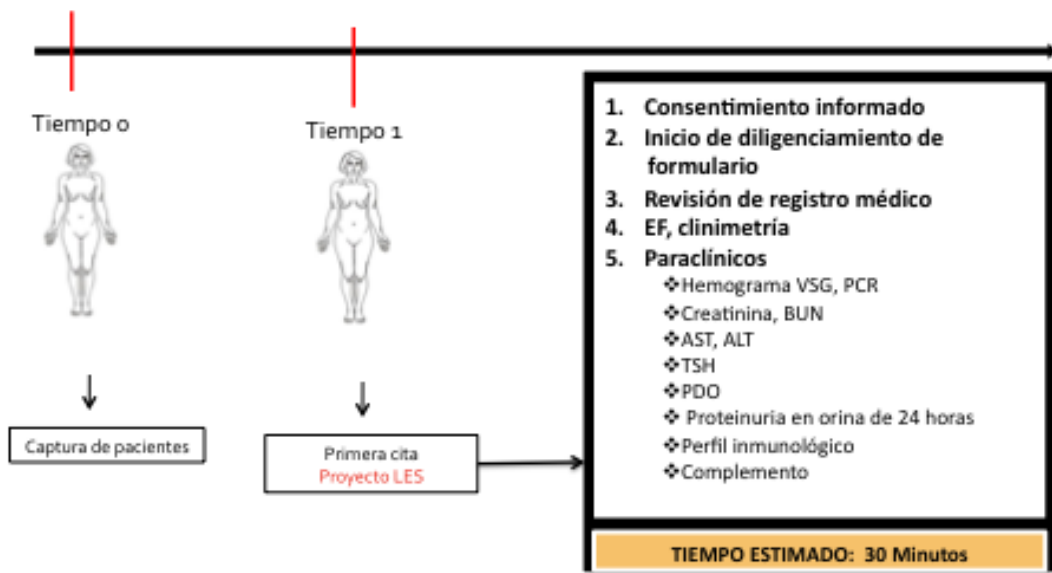 Tiempo 0
Tiempo 1
Captura de pacientes
Primera cita
Proyecto LES
1. Consentimiento informado
2. Inicio de diligenciamiento de
formulario
3. Revisión de registro médico
4. EF, clinimetría
5. Paraclínicos
❖Hemograma VSG, PCR
❖Creatinina, BUN
❖AST, ALT
❖TSH
❖PDO
❖ Proteinuria en orina de 24 horas
❖Perfil inmunológico
❖Complemento
TIEMPO ESTIMADO: 30 Minutos